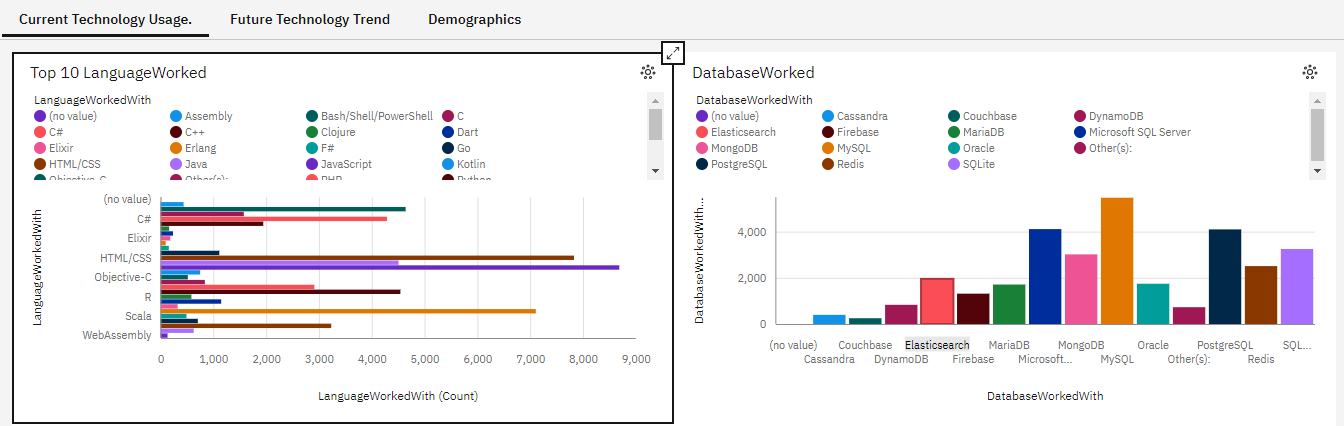 Current Technology Usage. Future Technology Trend Demographics
Top 10 LanguageWorked
LanguageWorkedWith
(no value) Assembly Bash/Shell/PowerShell C
C# C++ Clojure Dart
Elixir Erlang F# Go
HTML/CSS Java JavaScript Kotlin
Objective-C Other(s): PHP Python
LanguageWorkedWith
(no value)
C#
Elixir
HTML/CSS
Objective-C
R
Scala
WebAssembly
0 1,000 2,000 3,000 4,000 5,000 6,000 7,000 8,000 9,000
LanguageWorkedWith (Count)
DatabaseWorked
DatabaseWorkedWith
(no value) Cassandra Couchbase DynamoDB
Elasticsearch Firebase MariaDB Microsoft SQL Server
MongoDB MySQL Oracle Other(s):
PostgreSQL Redis SQLite
DatabaseWorkedWith...
4,000
2,000
0
(no value) Couchbase Elasticsearch MariaDB MongoDB Oracle PostgreSQL SQL...
Cassandra DynamoDB Firebase Microsoft... MySQL Other(s): Redis
DatabaseWorkedWith